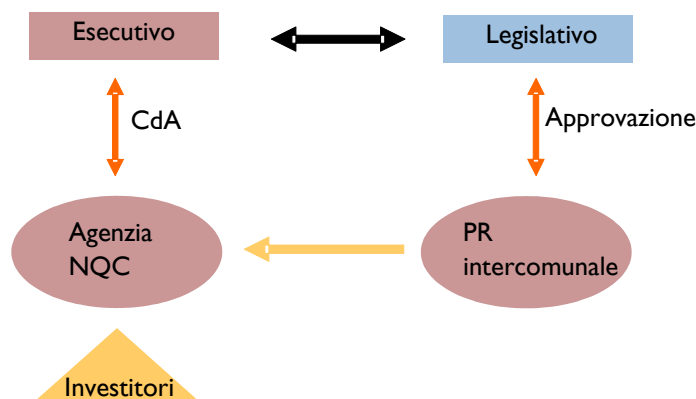 Esecutivo
Legislativo
CdA
Approvazione
Agenzia
NQC
PR
intercomunale
Investitori